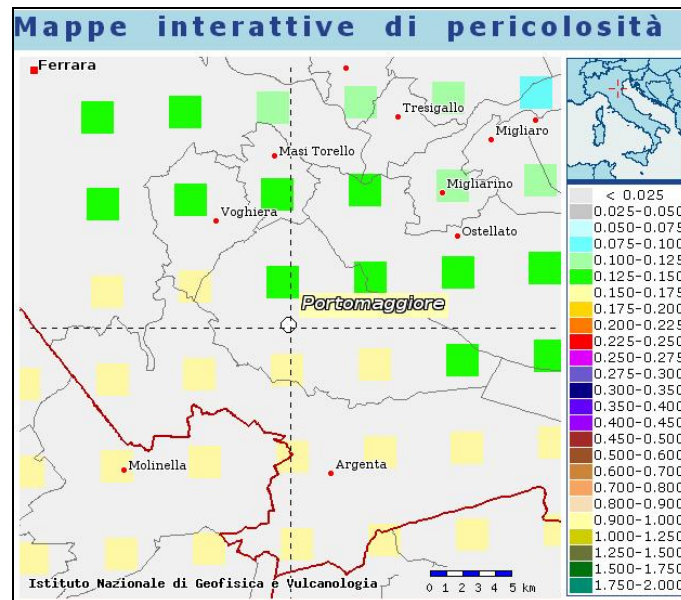 Mappe interattive di pericolosità
Ferrara
Tresigallo
Migliaro
Masi Torello
Migliarino
Voghiera
Ostellato
Portomaggiore
Molinella
Argenta
Istituto Nazionale di Geofisica e Vulcanologia
0 1 2 3 4 5 km
< 0.025
0.025-0.050
0.050-0.075
0.075-0.100
0.100-0.125
0.125-0.150
0.150-0.175
0.175-0.200
0.200-0.225
0.225-0.250
0.250-0.275
0.275-0.300
0.300-0.350
0.350-0.400
0.400-0.450
0.450-0.500
0.500-0.600
0.600-0.700
0.700-0.800
0.800-0.900
0.900-1.000
1.000-1.250
1.250-1.500
1.500-1.750
1.750-2.000